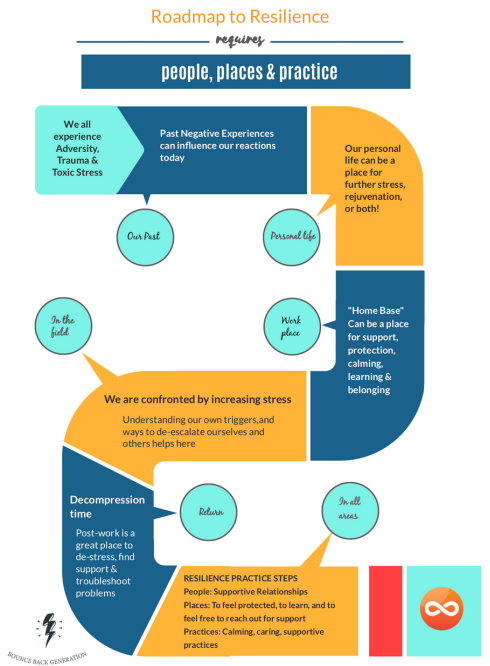 Roadmap to Resilience
requires
people, places & practice
We all
experience
Adversity,
Trauma &
Toxic Stress
Past Negative Experiences
can influence our reactions
today
Our personal
life can be a
place for
further stress,
rejuvenation,
or both!
Our Past
Personal life
In the
field
Work
place
"Home Base"
Can be a place
for support,
protection,
calming,
learning &
belonging
We are confronted by increasing stress
Understanding our own triggers,and
ways to de-escalate ourselves and
others helps here
Decompression
time
Post-work is a
great place to
de-stress, find
support &
troubleshoot
problems
Return
In all
areas
RESILIENCE PRACTICE STEPS
People: Supportive Relationships
Places: To feel protected, to learn, and to
feel free to reach out for support
Practices: Calming, caring, supportive
practices
BOUNCE BACK GENERATION